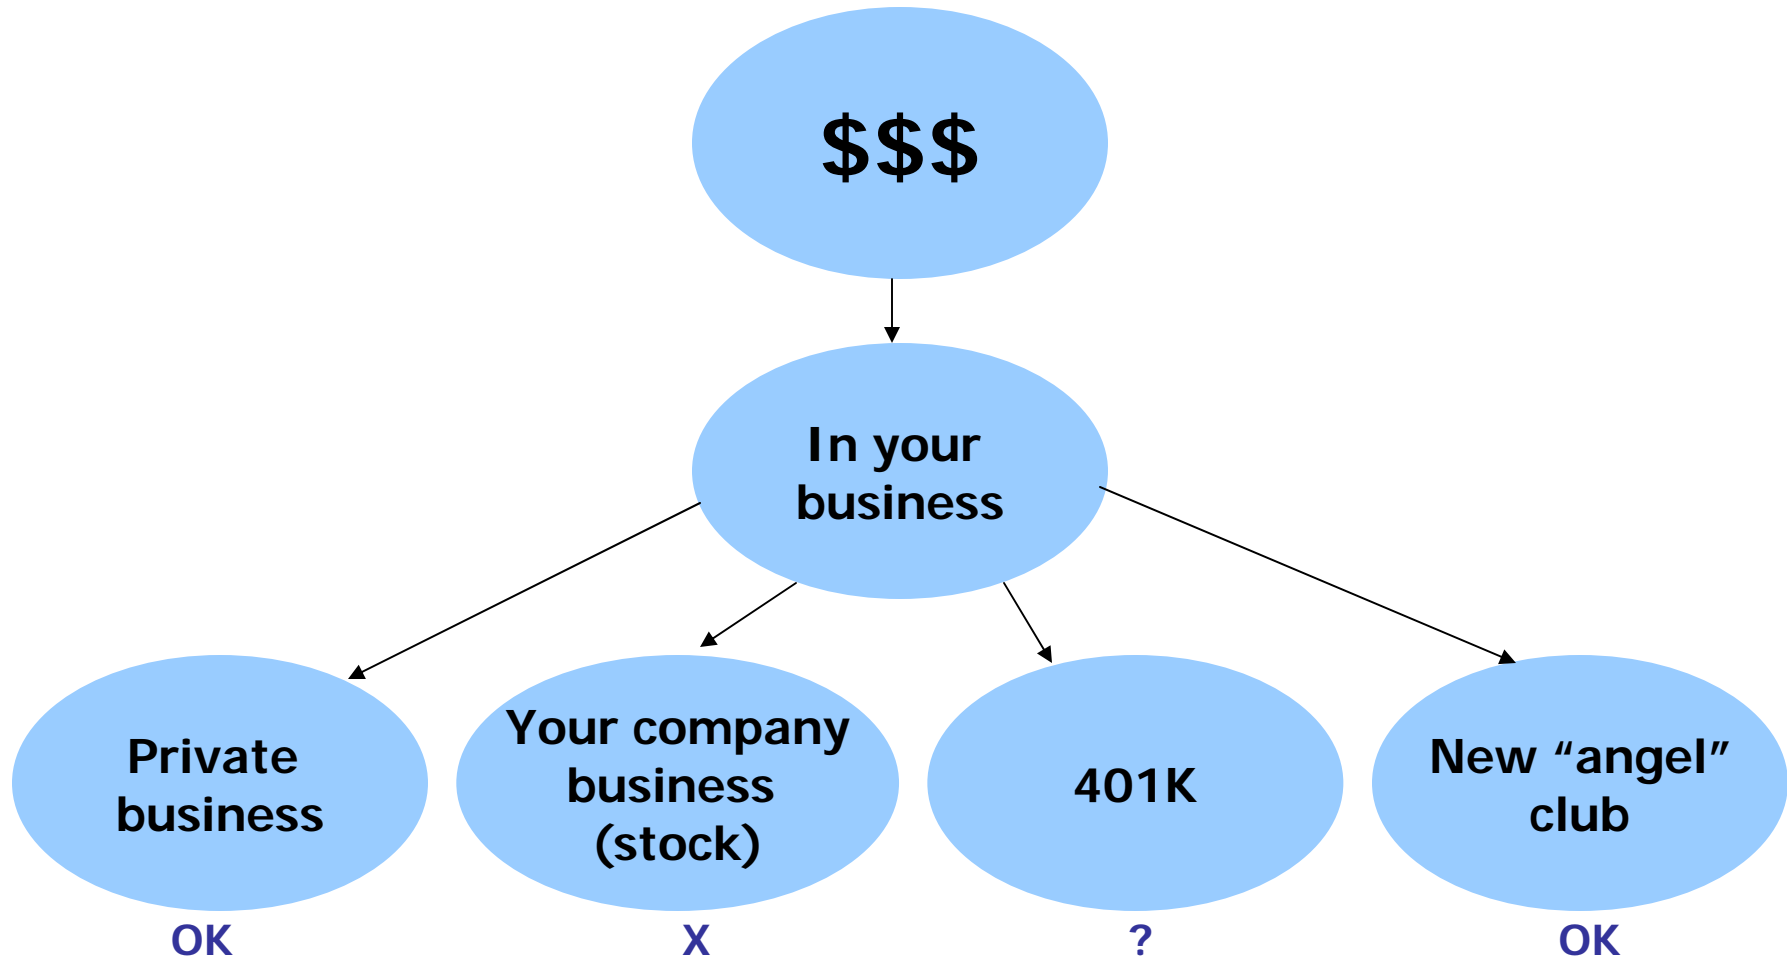 $$$
In your
business
Private
business
Your company
business
(stock)
401K
New “angel”
club
OK
X
?
OK